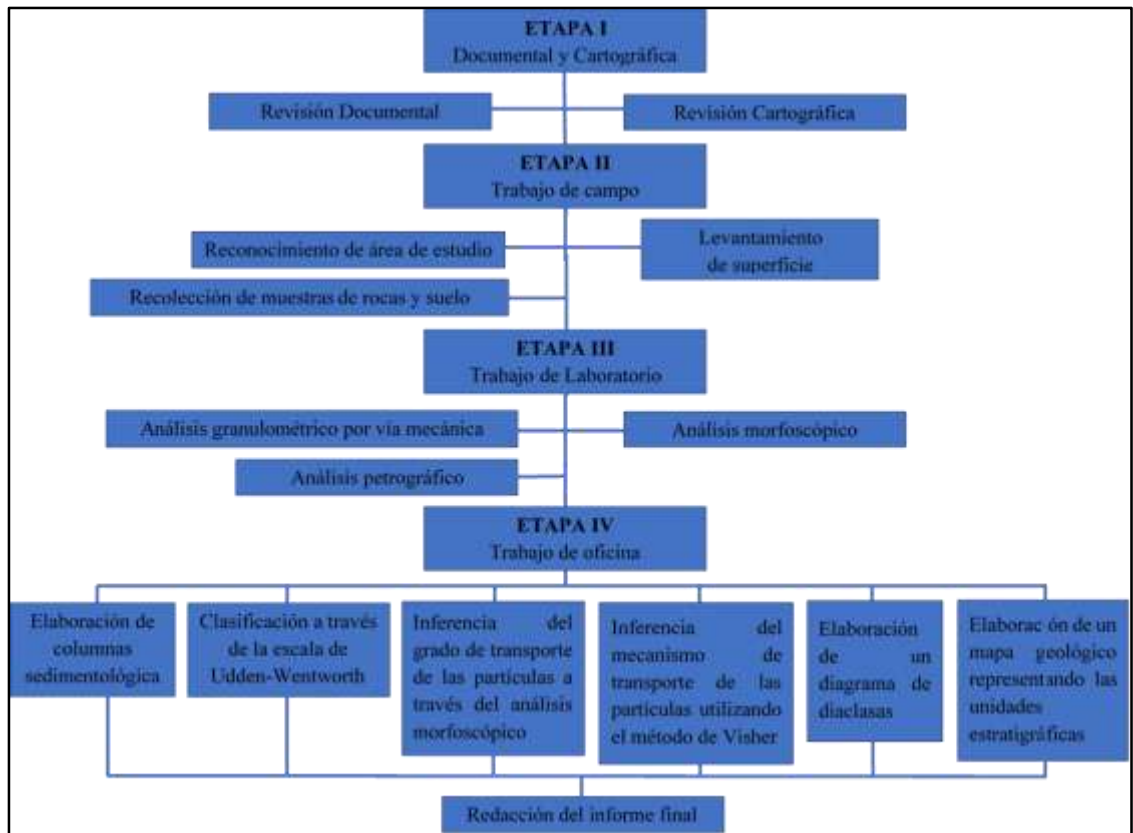 ETAPA I
Documental y Cartográfica
Revisión Documental
Revisión Cartográfica
ETAPA II
Trabajo de campo
Reconocimiento de área de estudio
Levantamiento
de superficie
Recolección de muestras de rocas y suelo
ETAPA III
Trabajo de Laboratorio
Análisis granulométrico por vía mecánica
Análisis morfoscópico
Análisis petrográfico
ETAPA IV
Trabajo de oficina
Elaboración de
columnas
sedimentológica
Clasificación a través
de la escala de
Udden-Wentworth
Inferencia del
grado de transporte
de las partículas a
través del análisis
morfoscópico
Inferencia del
mecanismo de
transporte de las
partículas utilizando
el método de Visher
Elaboración
de un
diagrama de
diaclasas
Elaborac ón de un
mapa geológico
representando las
unidades
estratigráficas
Redacción del informe final